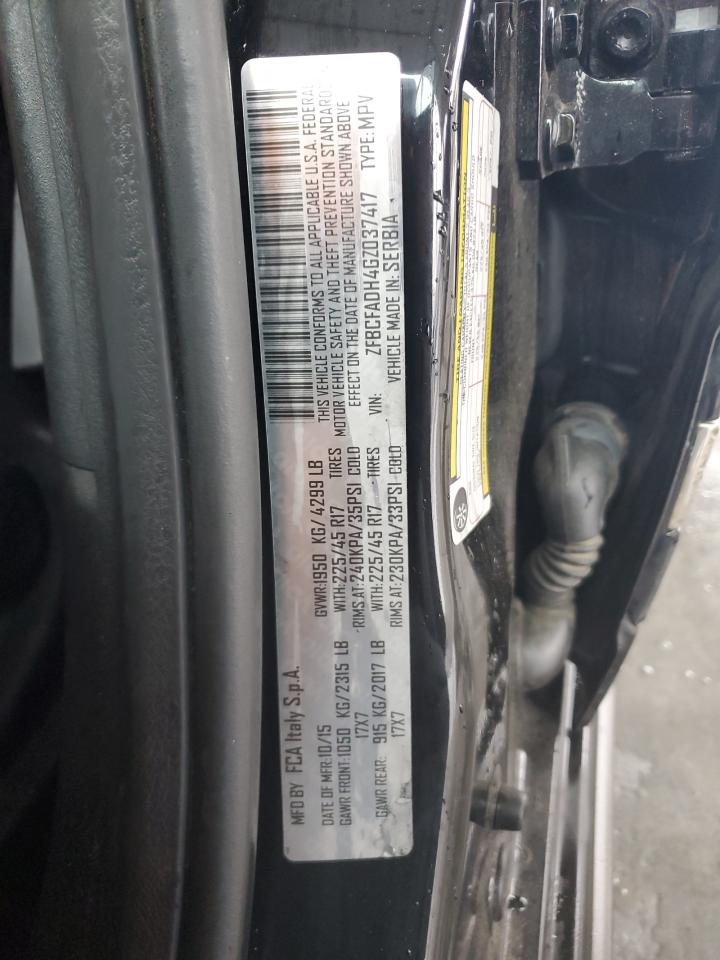 MFD BY FCA Italy S.p.A.
DATE OF MFR: 10/15 GVWR: 1950 KG / 4299 LB
GAWR FRONT: 1050 KG/2315 LB WITH: 225/45 R17 TIRES
17X7 RIMS AT: 240KPA/35PSI COLD
GAWR REAR: 915 KG/2017 LB WITH: 225/45 R17 TIRES
17X7 RIMS AT: 230KPA/33PSI COLD
THIS VEHICLE CONFORMS TO ALL APPLICABLE U.S.A. FEDERAL
MOTOR VEHICLE SAFETY AND THEFT PREVENTION STANDARDS
EFFECT ON THE DATE OF MANUFACTURE SHOWN ABOVE
VIN: ZFBCFADH4GZ037417 TYPE: MPV
VEHICLE MADE IN: SERBIA
TIRE AND LOADING INFORMATION